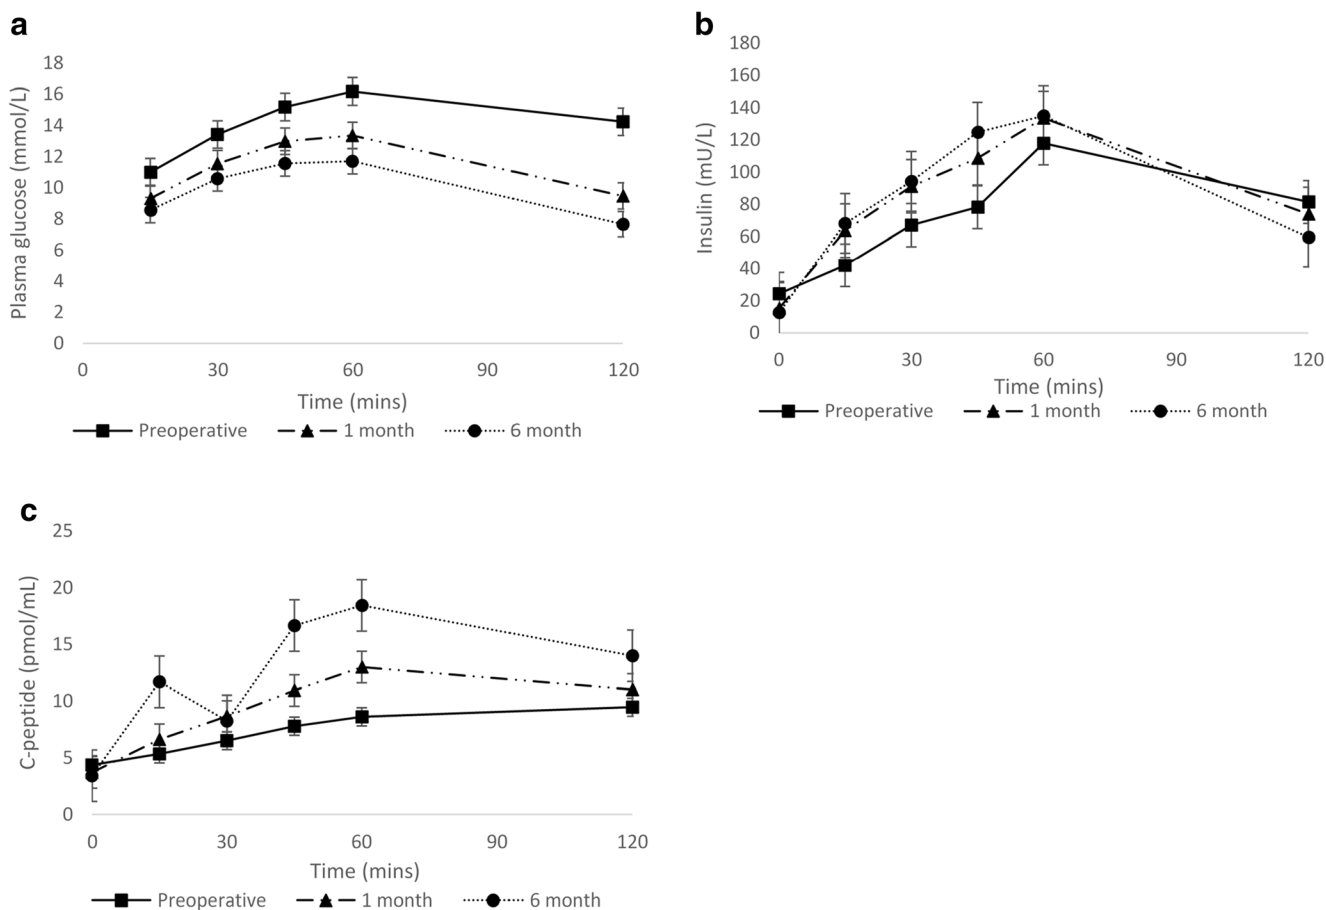 a
18
16
14
12
10
8
6
4
2
0
Plasma glucose (mmol/L)
0 30 60 90 120
Time (mins)
Preoperative 1 month 6 month
b
180
160
140
120
100
80
60
40
20
0
Insulin (mU/L)
0 30 60 90 120
Time (mins)
Preoperative 1 month 6 month
c
25
20
15
10
5
0
C-peptide (pmol/mL)
0 30 60 90 120
Time (mins)
Preoperative 1 month 6 month